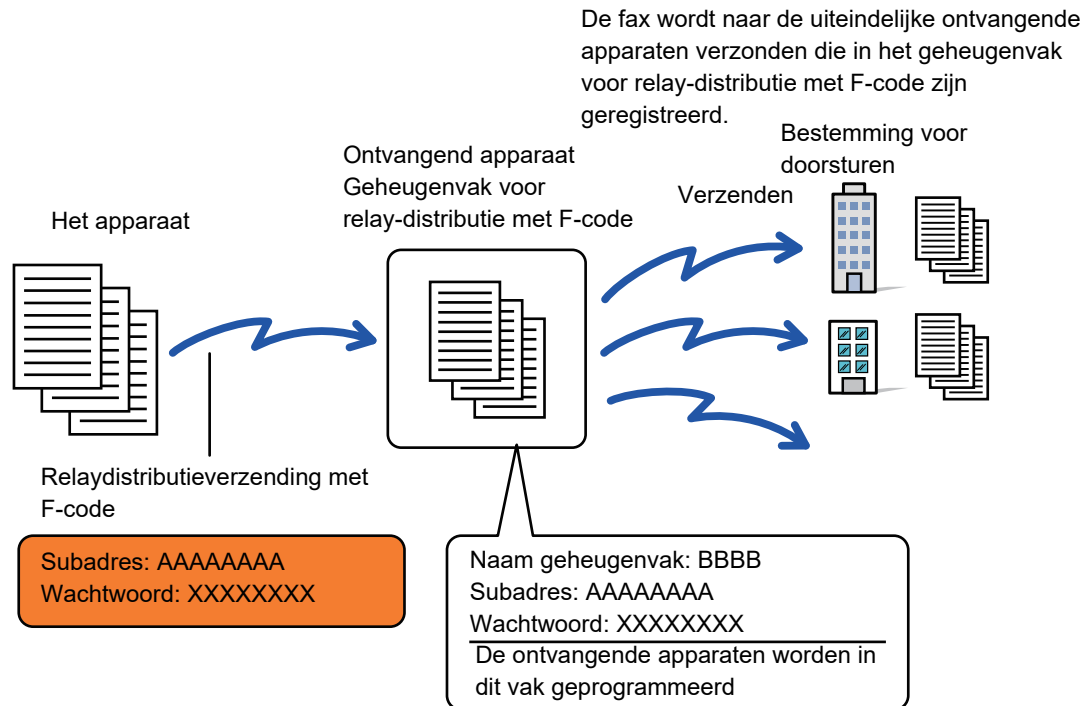 De fax wordt naar de uiteindelijke ontvangende
apparaten verzonden die in het geheugenvak
voor relay-distributie met F-code zijn
geregistreerd.
Bestemming voor
doorsturen
Ontvangend apparaat
Geheugenvak voor
relay-distributie met F-code
Verzenden
Het apparaat
Relaydistributieverzending met
F-code
Subadres: AAAAAAAA
Wachtwoord: XXXXXXXX
Naam geheugenvak: BBBB
Subadres: AAAAAAAA
Wachtwoord: XXXXXXXX
De ontvangende apparaten worden in
dit vak geprogrammeerd